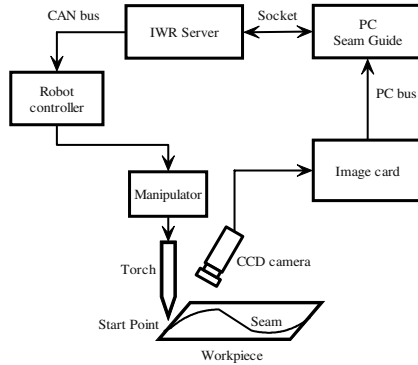 CAN bus
IWR Server
Socket
PC
Seam Guide
Robot
controller
PC bus
Manipulator
Image card
Torch
CCD camera
Start Point
Seam
Workpiece